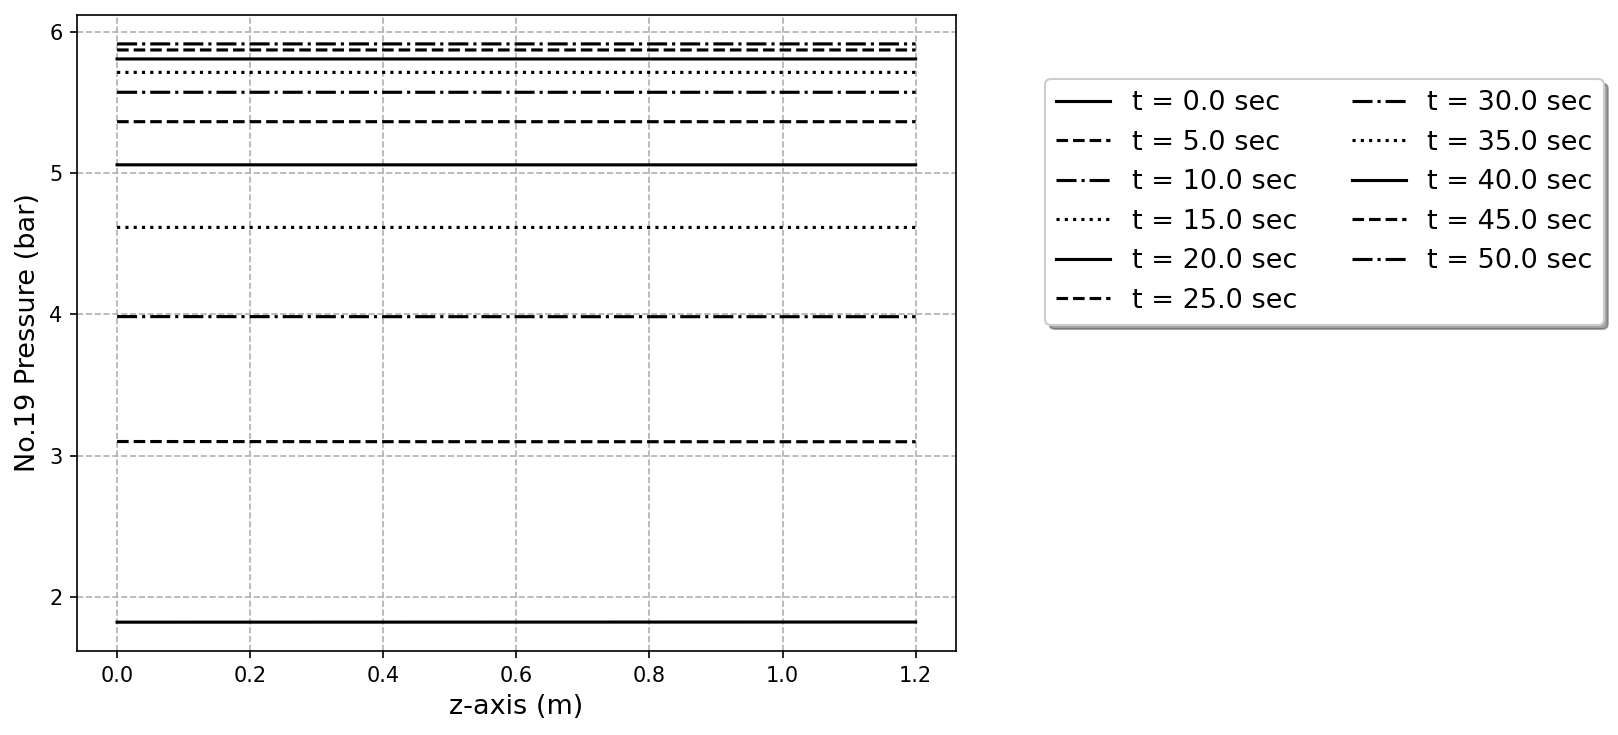 6
5
4
3
2
No.19 Pressure (bar)
0.0 0.2 0.4 0.6 0.8 1.0 1.2
z-axis (m)
t = 0.0 sec
t = 5.0 sec
t = 10.0 sec
t = 15.0 sec
t = 20.0 sec
t = 25.0 sec
t = 30.0 sec
t = 35.0 sec
t = 40.0 sec
t = 45.0 sec
t = 50.0 sec